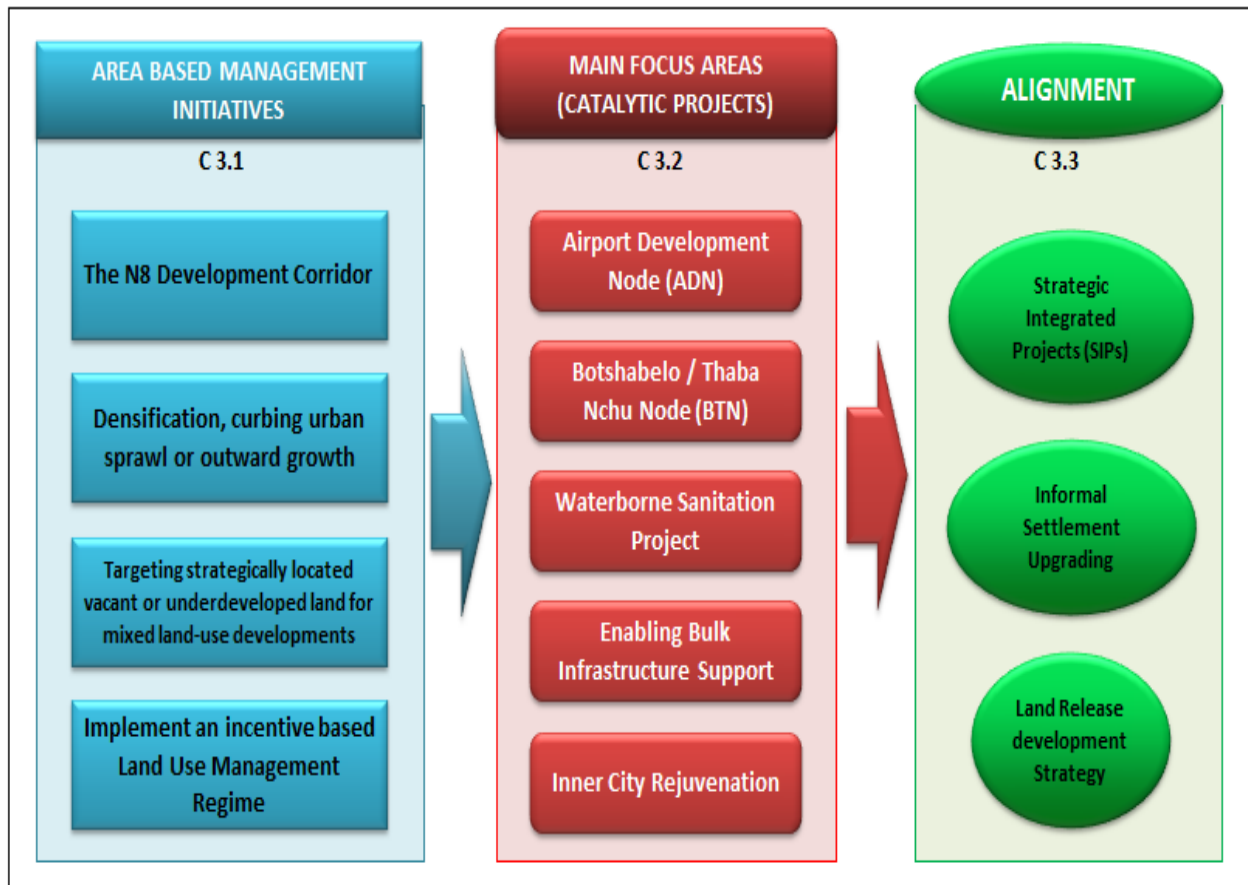 AREA BASED MANAGEMENT
INITIATIVES
C 3.1
The N8 Development Corridor
Densification, curbing urban
sprawl or outward growth
Targeting strategically located
vacant or underdeveloped land for
mixed land-use developments
Implement an incentive based
Land Use Management
Regime
MAIN FOCUS AREAS
(CATALYTIC PROJECTS)
C 3.2
Airport Development
Node (ADN)
Botshabelo / Thaba
Nchu Node (BTN)
Waterborne Sanitation
Project
Enabling Bulk
Infrastructure Support
Inner City Rejuvenation
ALIGNMENT
C 3.3
Strategic
Integrated
Projects (SIPs)
Informal
Settlement
Upgrading
Land Release
development
Strategy